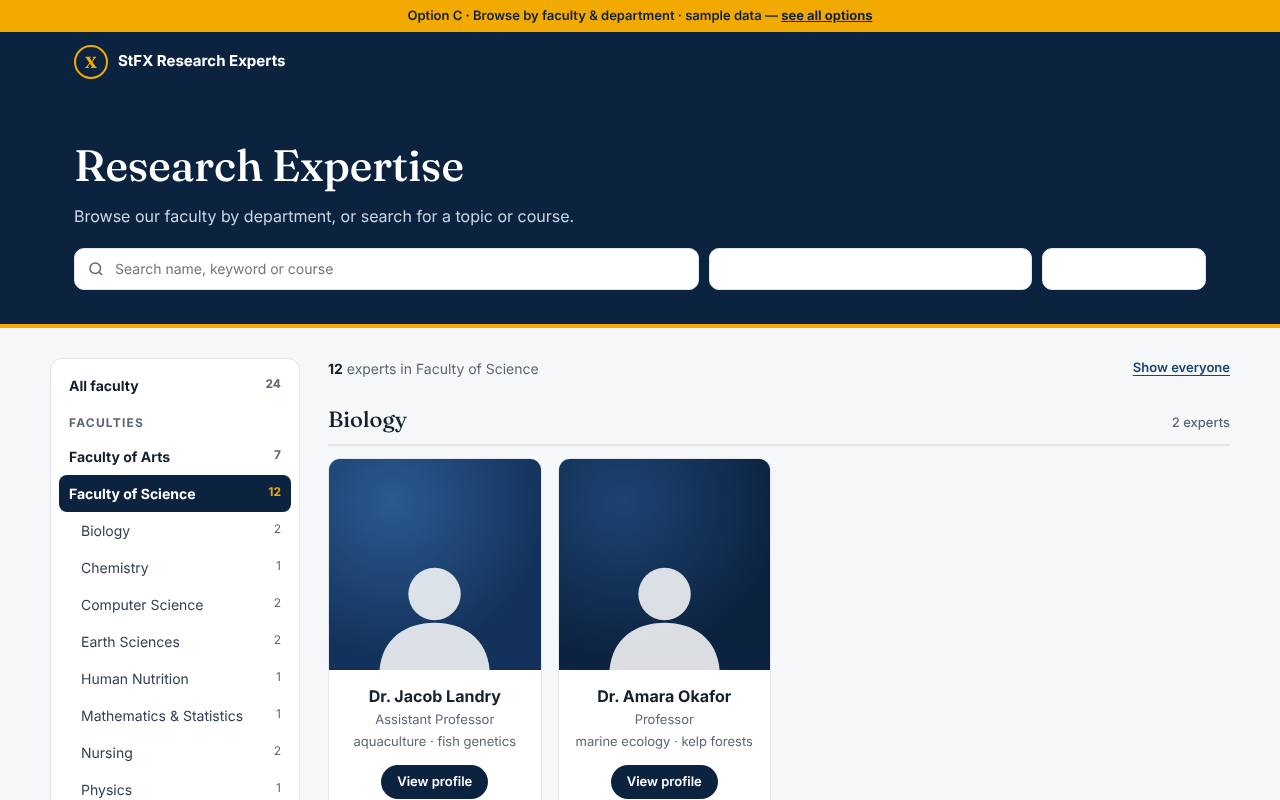 Option C · Browse by faculty & department · sample data — see all options
X StFX Research Experts
Research Expertise
Browse our faculty by department, or search for a topic or course.
Search name, keyword or course
All faculty 24
FACULTIES
Faculty of Arts 7
Faculty of Science 12
Biology 2
Chemistry 1
Computer Science 2
Earth Sciences 2
Human Nutrition 1
Mathematics & Statistics 1
Nursing 2
Physics 1
12 experts in Faculty of Science
Show everyone
Biology
2 experts
Dr. Jacob Landry
Assistant Professor
aquaculture · fish genetics
View profile
Dr. Amara Okafor
Professor
marine ecology · kelp forests
View profile